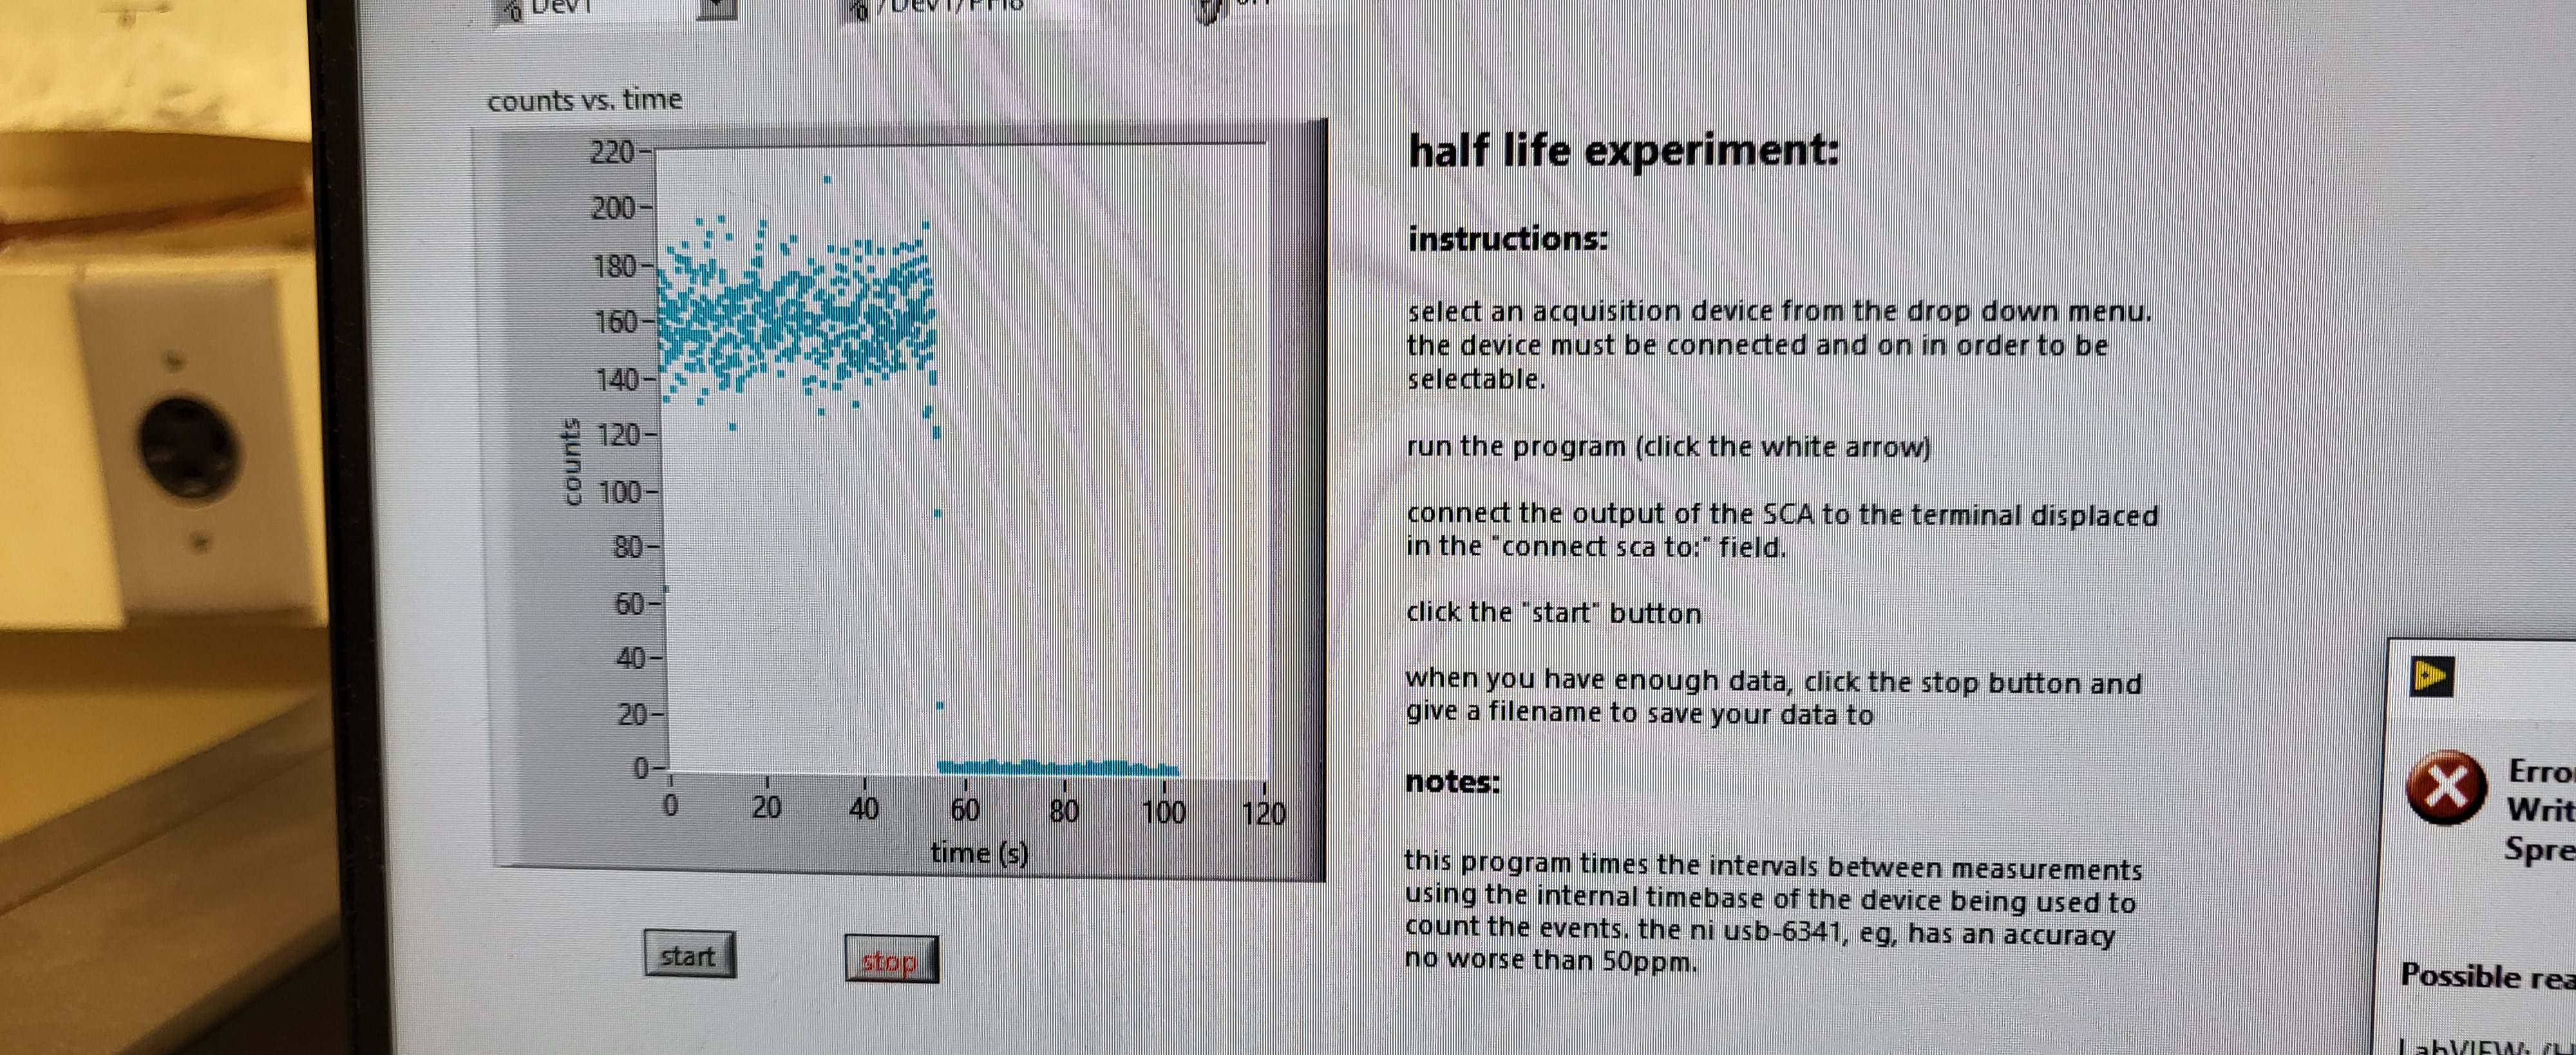 Dev1
counts vs. time
220
200
180
160
140
120
100
80
60
40
20
0
counts
0 20 40 60 80 100 120
time (s)
start stop
half life experiment:
instructions:
select an acquisition device from the drop down menu.
the device must be connected and on in order to be
selectable.
run the program (click the white arrow)
connect the output of the SCA to the terminal displaced
in the "connect sca to:" field.
click the "start" button
when you have enough data, click the stop button and
give a filename to save your data to
notes:
this program times the intervals between measurements
using the internal timebase of the device being used to
count the events. the ni usb-6341, eg, has an accuracy
no worse than 50ppm.
Erro
Writ
Spre
Possible rea
LabVIEW: